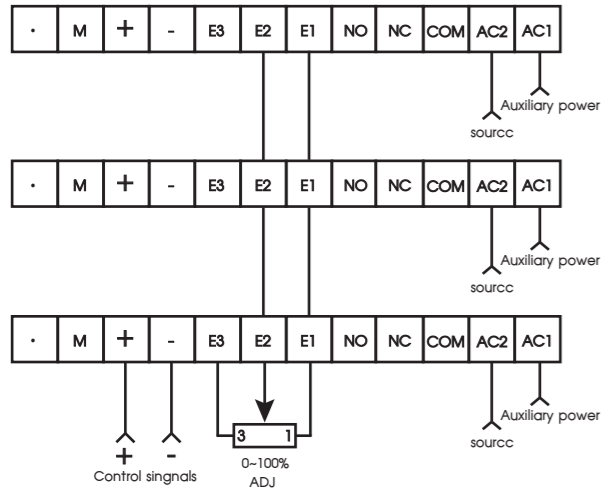 · M + - E3 E2 E1 NO NC COM AC2 AC1
Auxiliary power
sourcc
· M + - E3 E2 E1 NO NC COM AC2 AC1
Auxiliary power
sourcc
· M + - E3 E2 E1 NO NC COM AC2 AC1
Auxiliary power
sourcc
3 1
+ -
Control singnals
0~100%
ADJ